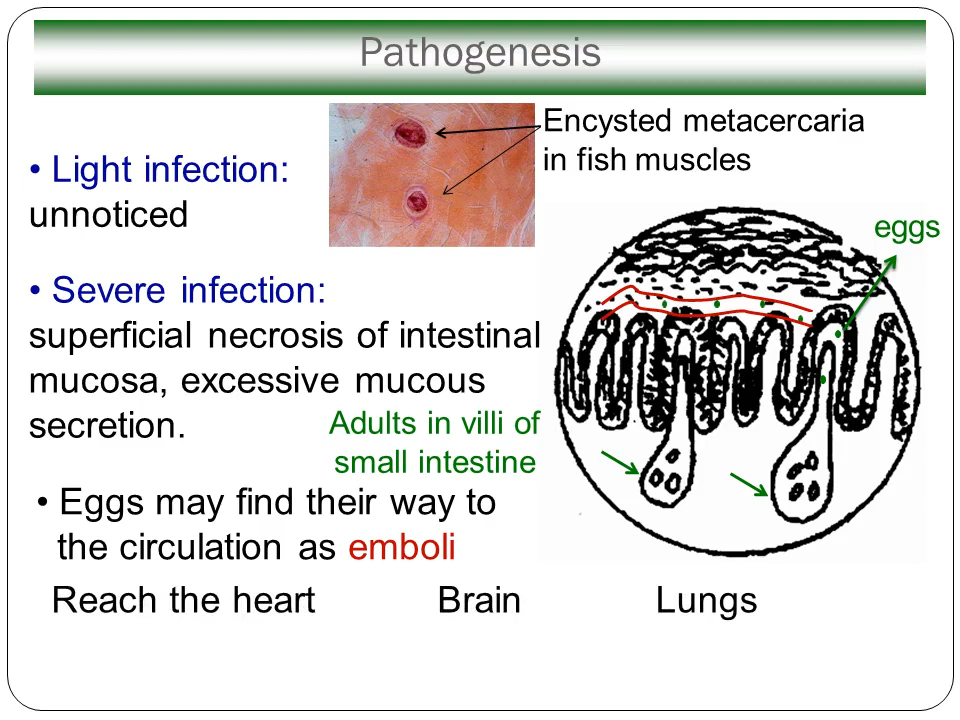 Pathogenesis
Encysted metacercaria
in fish muscles
• Light infection:
unnoticed
eggs
• Severe infection:
superficial necrosis of intestinal
mucosa, excessive mucous
secretion.
Adults in villi of
small intestine
• Eggs may find their way to
the circulation as emboli
Reach the heart Brain Lungs